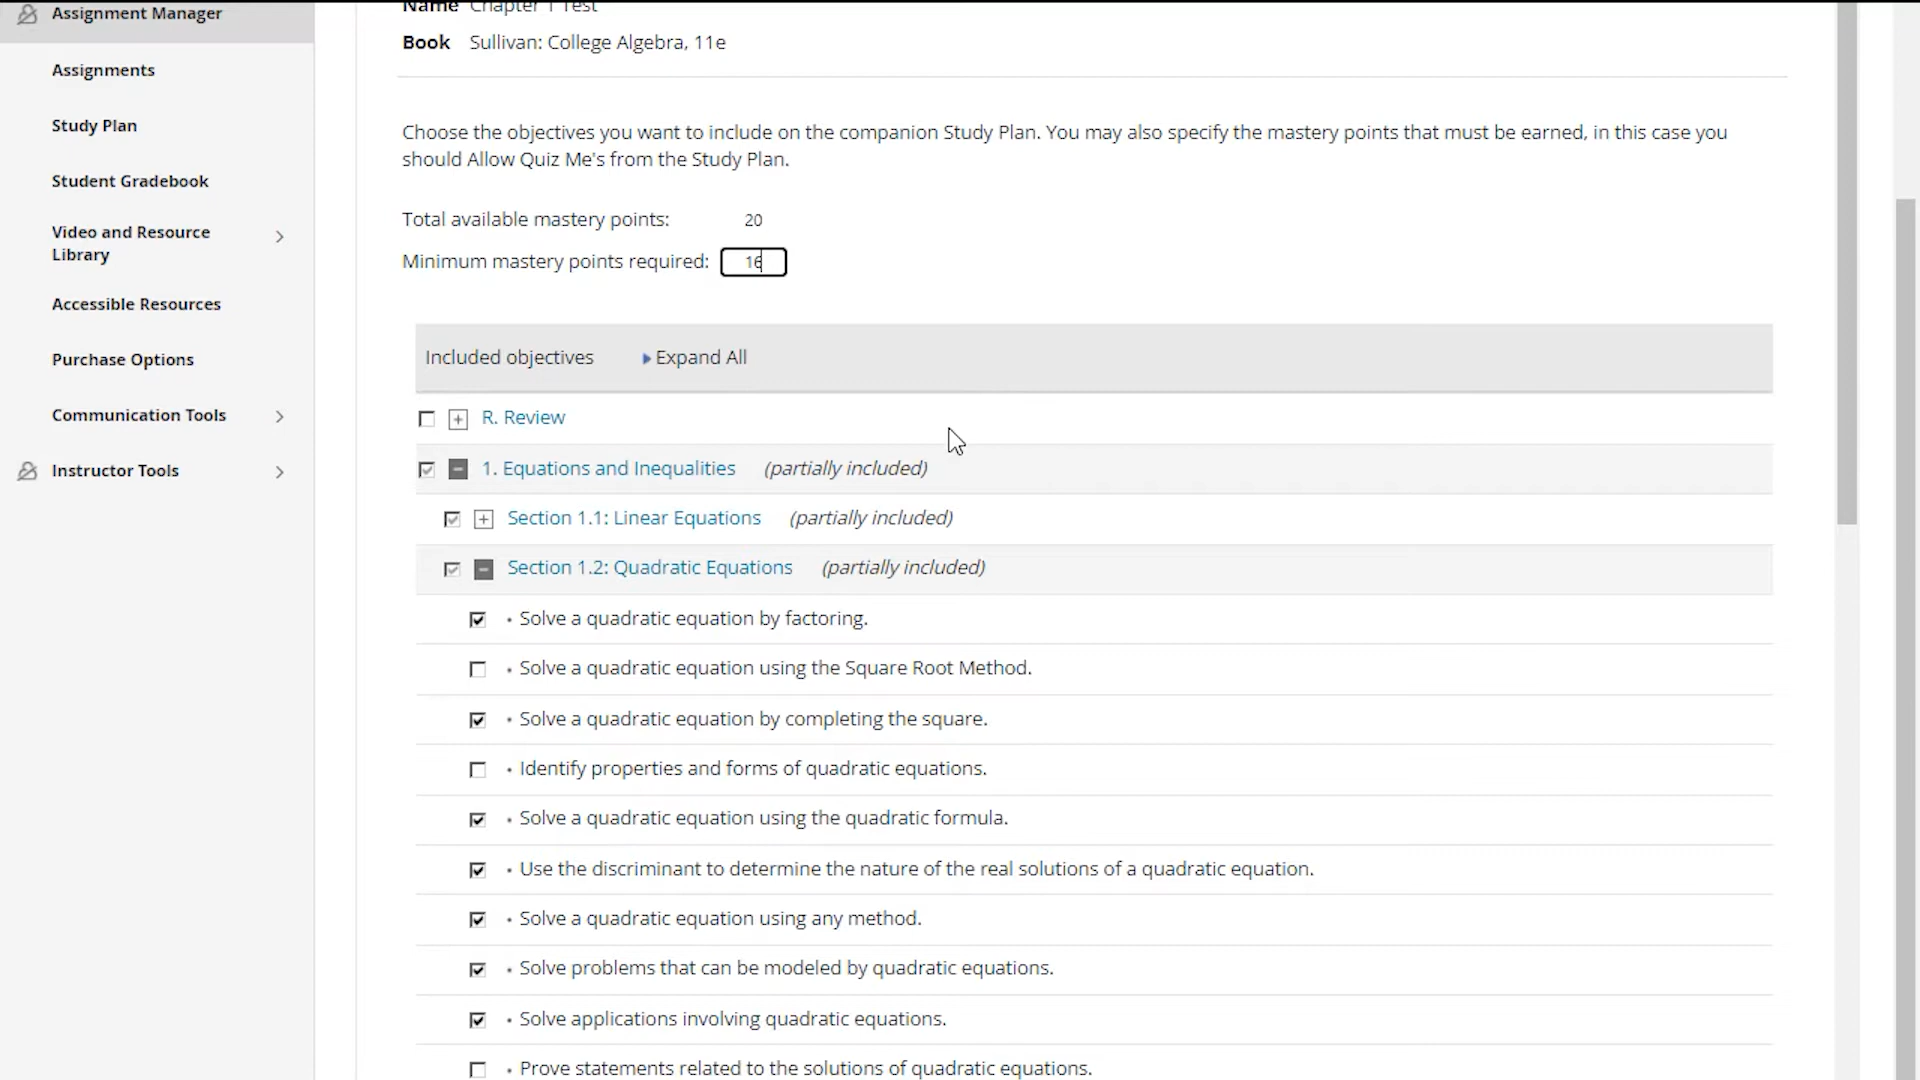 Assignment Manager
Assignments
Study Plan
Student Gradebook
Video and Resource
Library
Accessible Resources
Purchase Options
Communication Tools
Instructor Tools
Name Chapter 1 Test
Book Sullivan: College Algebra, 11e
Choose the objectives you want to include on the companion Study Plan. You may also specify the mastery points that must be earned, in this case you
should Allow Quiz Me's from the Study Plan.
Total available mastery points: 20
Minimum mastery points required: 16
Included objectives Expand All
R. Review
1. Equations and Inequalities (partially included)
Section 1.1: Linear Equations (partially included)
Section 1.2: Quadratic Equations (partially included)
• Solve a quadratic equation by factoring.
• Solve a quadratic equation using the Square Root Method.
• Solve a quadratic equation by completing the square.
• Identify properties and forms of quadratic equations.
• Solve a quadratic equation using the quadratic formula.
• Use the discriminant to determine the nature of the real solutions of a quadratic equation.
• Solve a quadratic equation using any method.
• Solve problems that can be modeled by quadratic equations.
• Solve applications involving quadratic equations.
• Prove statements related to the solutions of quadratic equations.